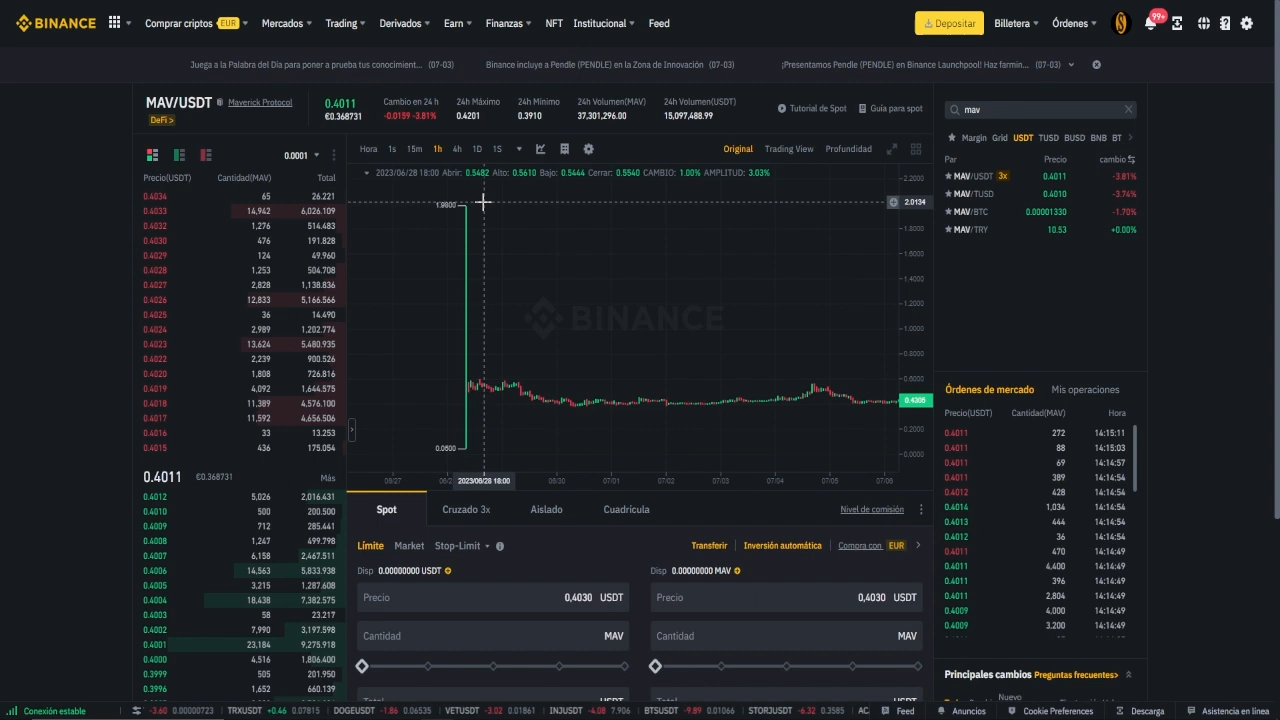 BINANCE Comprar criptos EUR Mercados Trading Derivados Earn Finanzas NFT Institucional Feed Depositar Billetera Órdenes 99+
Juega a la Palabra del Día para poner a prueba tus conocimient... (07-03) Binance incluye a Pendle (PENDLE) en la Zona de Innovación (07-03) ¡Presentamos Pendle (PENDLE) en Binance Launchpool! Haz farmin... (07-03)
MAV/USDT Maverick Protocol
DeFi >
0.4011
€0.368731
Cambio en 24 h
-0.0159 -3.81%
24h Máximo
0.4201
24h Mínimo
0.3910
24h Volumen(MAV)
37,301,296.00
24h Volumen(USDT)
15,097,488.99
Tutorial de Spot Guía para spot
0.0001
Precio(USDT) Cantidad(MAV) Total
0.4034 65 26.221
0.4033 14,942 6,026.109
0.4032 1,276 514.483
0.4030 476 191.828
0.4029 124 49.960
0.4028 1,253 504.708
0.4027 2,828 1,138.836
0.4026 12,833 5,166.566
0.4025 36 14.490
0.4024 2,989 1,202.774
0.4023 13,624 5,480.935
0.4022 2,239 900.526
0.4020 1,808 726.816
0.4019 4,092 1,644.575
0.4018 11,389 4,576.100
0.4017 11,592 4,656.506
0.4016 33 13.253
0.4015 436 175.054
0.4011 €0.368731 Más
0.4012 5,026 2,016.431
0.4010 500 200.500
0.4009 712 285.441
0.4008 1,247 499.798
0.4007 6,158 2,467.511
0.4006 14,563 5,833.938
0.4005 3,215 1,287.608
0.4004 18,438 7,382.575
0.4003 58 23.217
0.4002 7,990 3,197.598
0.4001 23,184 9,275.918
0.4000 4,516 1,806.400
0.3999 505 201.950
0.3996 1,652 660.139
Hora 1s 15m 1h 4h 1D 1S Original Trading View Profundidad
2023/06/28 18:00 Abrir: 0.5482 Alto: 0.5610 Bajo: 0.5444 Cerrar: 0.5540 CAMBIO: 1.00% AMPLITUD: 3.03%
2.2000
2.0134
1.8000
1.6000
1.4000
1.2000
1.0000
0.8000
0.6000
0.2000
0.0000
0.0500
BINANCE
06/27 2023/06/28 18:00 06/30 07/01 07/02 07/03 07/04 07/05 07/06
Spot Cruzado 3x Aislado Cuadrícula Nivel de comisión
Límite Market Stop-Limit Transferir Inversión automática Compra con EUR
Disp 0.00000000 USDT Disp 0.00000000 MAV
Precio 0,4030 USDT Precio 0,4030 USDT
Cantidad MAV Cantidad MAV
Total USDT Total USDT
mav
Margin Grid USDT TUSD BUSD BNB BT
Par Precio cambio
MAV/USDT 3x 0.4011 -3.81%
MAV/TUSD 0.4010 -3.74%
MAV/BTC 0.00001330 -1.70%
MAV/TRY 10.53 +0.00%
Órdenes de mercado Mis operaciones
Precio(USDT) Cantidad(MAV) Hora
0.4011 272 14:15:11
0.4011 88 14:15:03
0.4011 69 14:14:57
0.4011 389 14:14:54
0.4012 428 14:14:54
0.4014 1,034 14:14:54
0.4013 444 14:14:54
0.4012 36 14:14:54
0.4011 470 14:14:49
0.4011 4,400 14:14:49
0.4011 396 14:14:49
0.4011 2,804 14:14:49
0.4009 4,000 14:14:49
0.4009 3,200 14:14:49
Principales cambios Preguntas frecuentes>
Nuevo
Conexión estable -3.60 0.00000723 TRXUSDT +0.46 0.07815 DOGEUSDT -1.86 0.06535 VETUSDT -3.02 0.01861 INJUSDT -4.08 7.906 BTSUSDT -9.89 0.01066 STORJUSDT -6.32 0.3585 AC Feed Anuncios Cookie Preferences Descarga Asistencia en línea